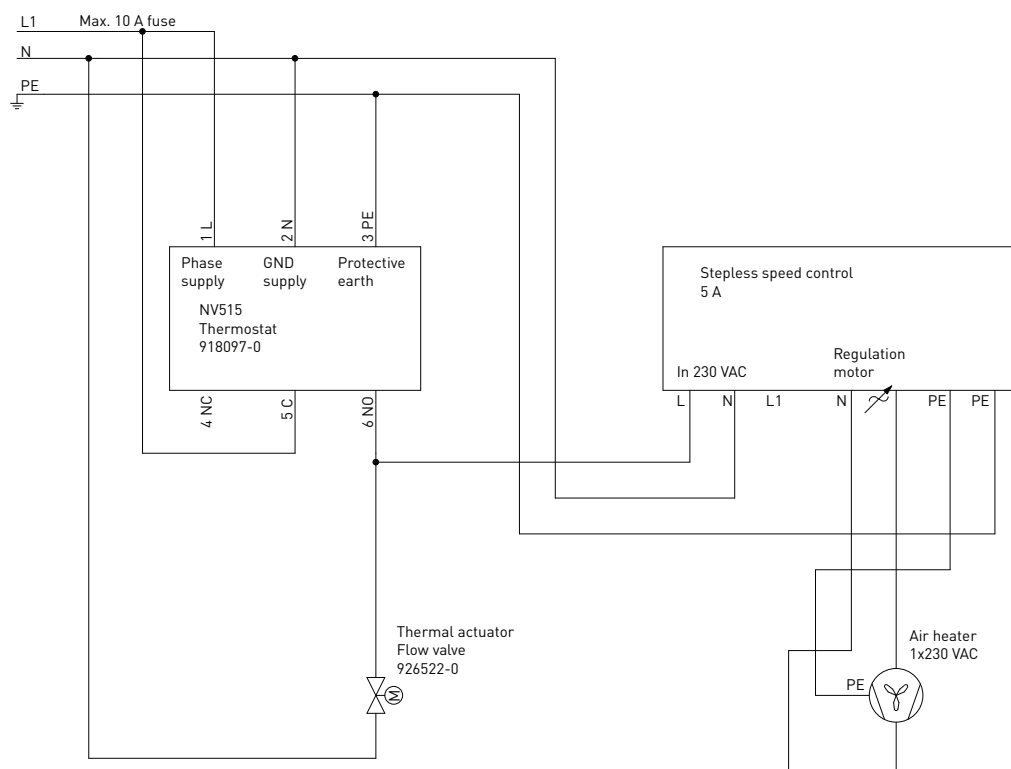 L1 Max. 10 A fuse
N
PE
1 L
2 N
3 PE
Phase
supply
GND
supply
Protective
earth
NV515
Thermostat
918097-0
4 NC
5 C
6 NO
Stepless speed control
5 A
In 230 VAC
Regulation
motor
L N L1 N PE PE
Thermal actuator
Flow valve
926522-0
M
Air heater
1x230 VAC
PE